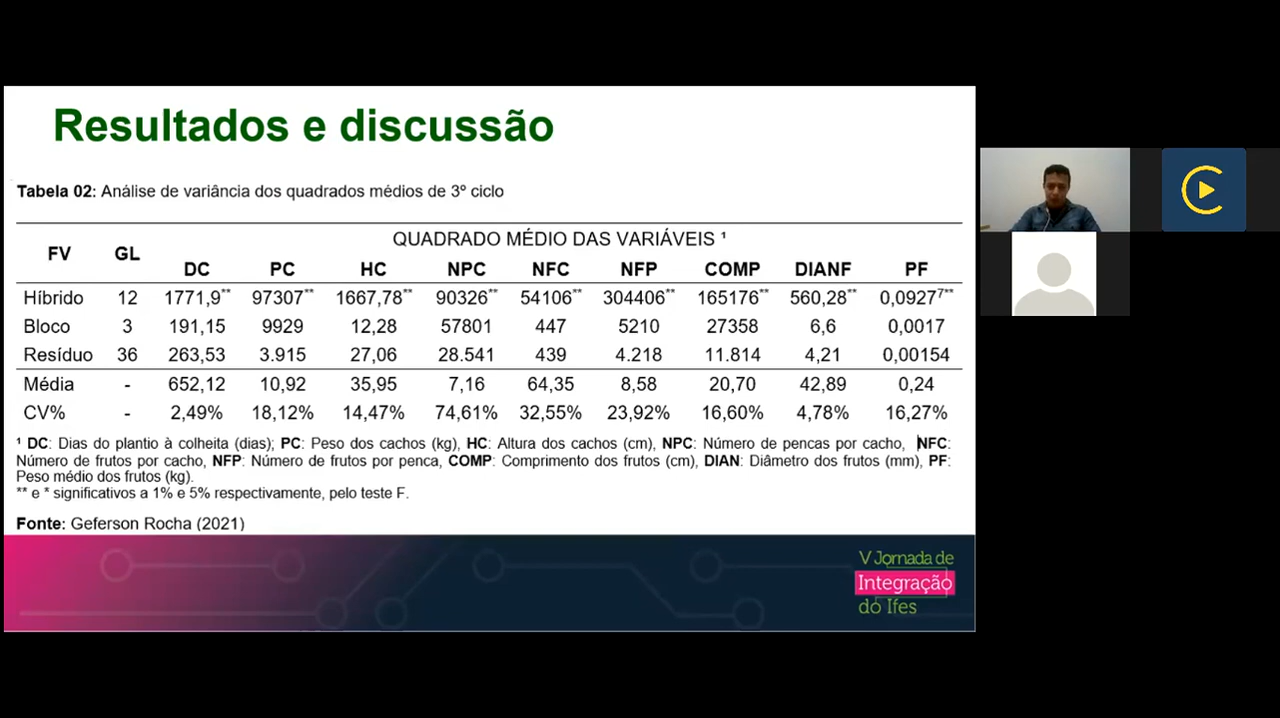 Resultados e discussão
Tabela 02: Análise de variância dos quadrados médios de 3º ciclo
FV GL QUADRADO MÉDIO DAS VARIÁVEIS ¹
DC PC HC NPC NFC NFP COMP DIANF PF
Híbrido 12 1771,9** 97307** 1667,78** 90326** 54106** 304406** 165176** 560,28** 0,0927⁷**
Bloco 3 191,15 9929 12,28 57801 447 5210 27358 6,6 0,0017
Resíduo 36 263,53 3.915 27,06 28.541 439 4.218 11.814 4,21 0,00154
Média - 652,12 10,92 35,95 7,16 64,35 8,58 20,70 42,89 0,24
CV% - 2,49% 18,12% 14,47% 74,61% 32,55% 23,92% 16,60% 4,78% 16,27%
¹ DC: Dias do plantio à colheita (dias); PC: Peso dos cachos (kg), HC: Altura dos cachos (cm), NPC: Número de pencas por cacho, NFC:
Número de frutos por cacho, NFP: Número de frutos por penca, COMP: Comprimento dos frutos (cm), DIAN: Diâmetro dos frutos (mm), PF:
Peso médio dos frutos (kg).
** e * significativos a 1% e 5% respectivamente, pelo teste F.
Fonte: Geferson Rocha (2021)
V Jornada de
Integração
do Ifes